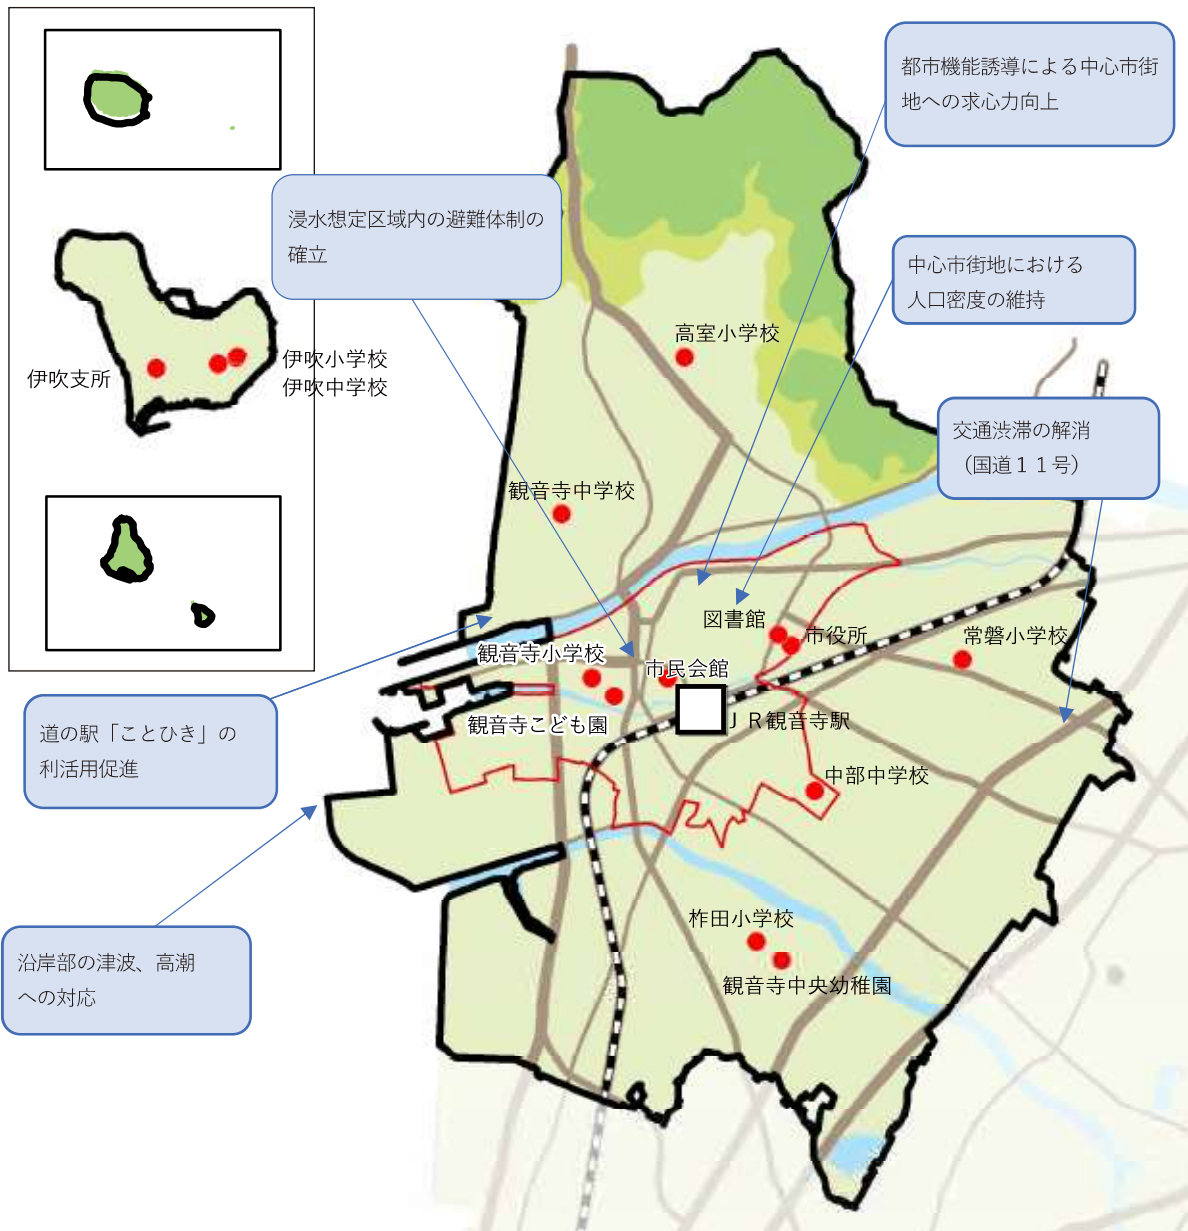 都市機能誘導による中心市街
地への求心力向上
浸水想定区域内の避難体制の
確立
中心市街地における
人口密度の維持
高室小学校
伊吹小学校
伊吹中学校
伊吹支所
交通渋滞の解消
（国道１１号）
観音寺中学校
図書館
市役所
常磐小学校
観音寺小学校
市民会館
観音寺こども園
ＪＲ観音寺駅
道の駅「ことひき」の
利活用促進
中部中学校
柞田小学校
観音寺中央幼稚園
沿岸部の津波、高潮
への対応